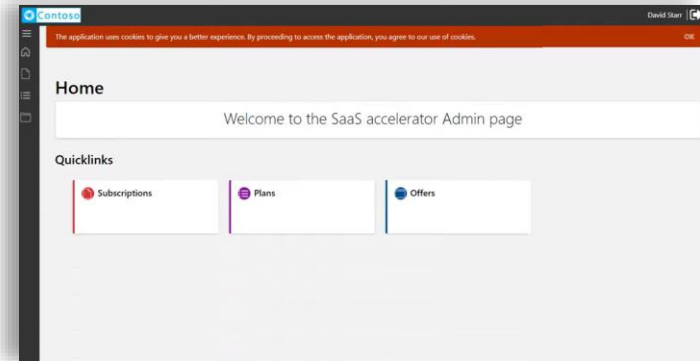 Contoso
David Starr
The application uses cookies to give you a better experience. By proceeding to access the application, you agree to our use of cookies.
OK
Home
Welcome to the SaaS accelerator Admin page
Quicklinks
Subscriptions
Plans
Offers